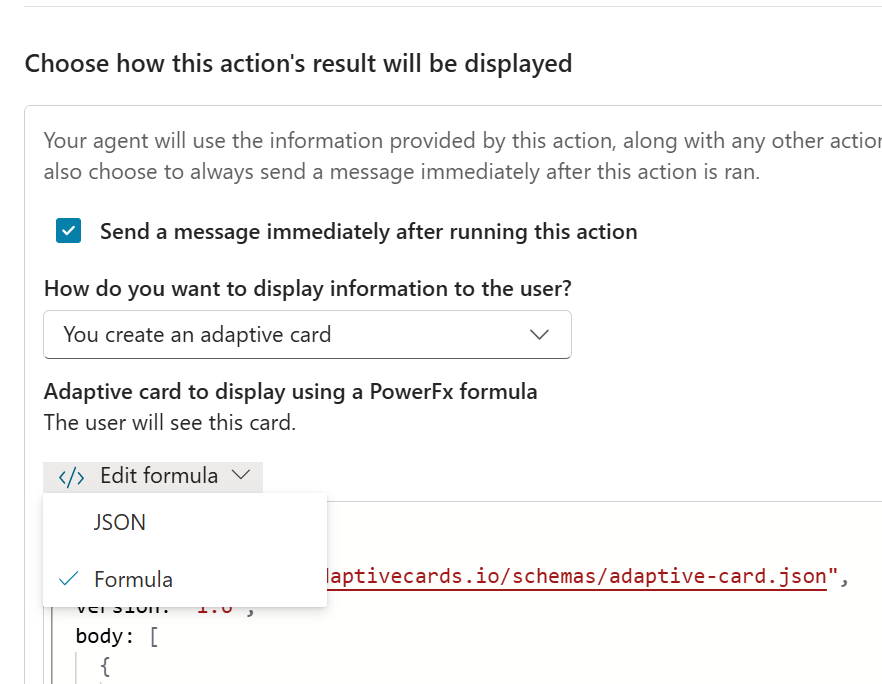 Choose how this action's result will be displayed
Your agent will use the information provided by this action, along with any other action
also choose to always send a message immediately after this action is ran.
Send a message immediately after running this action
How do you want to display information to the user?
You create an adaptive card
Adaptive card to display using a PowerFx formula
The user will see this card.
</> Edit formula
JSON
Formula
daptivecards.io/schemas/adaptive-card.json",
version: "1.6",
body: [
{